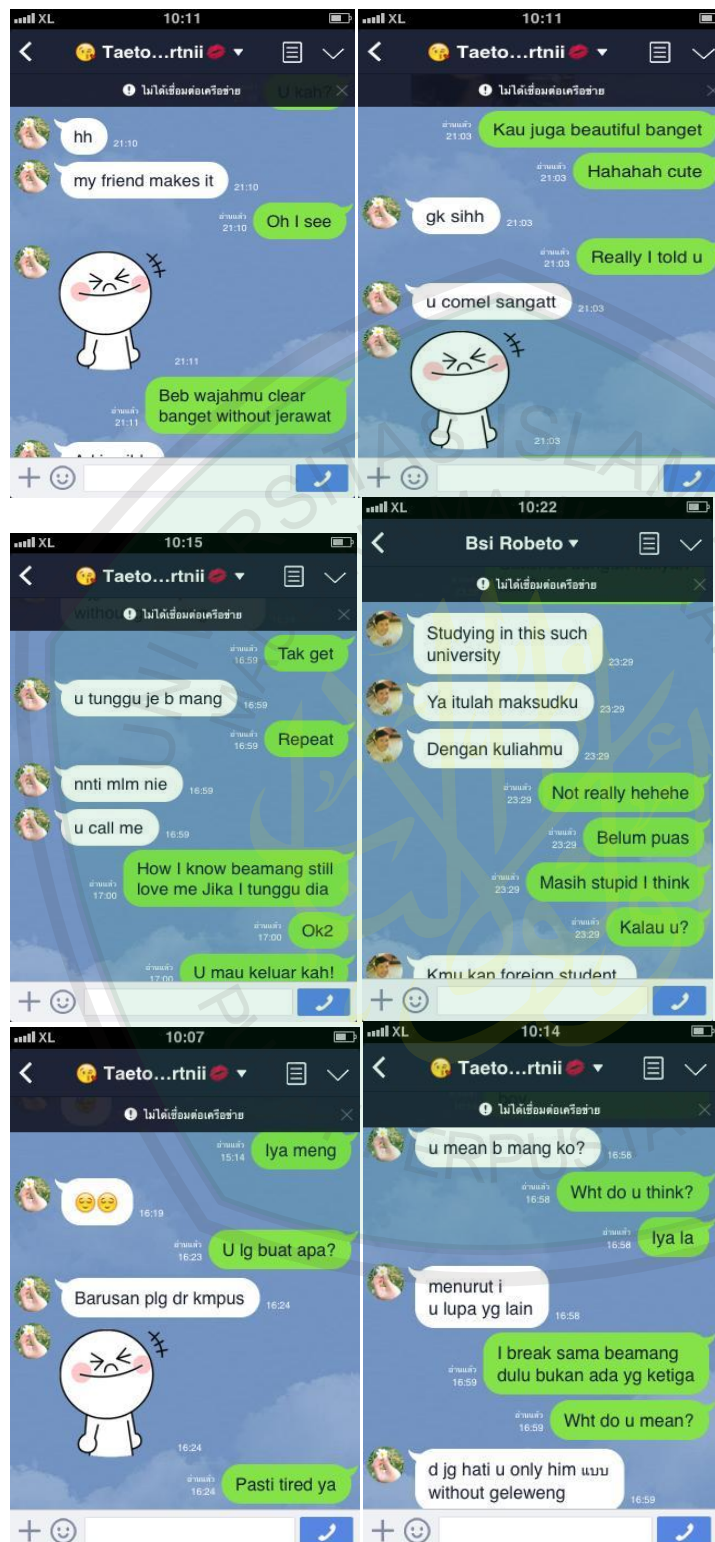 XL 10:11
Taeto...rtnii
ไม่ได้เชื่อมต่อเครือข่าย
U kah?
hh
21:10
my friend makes it
21:10
อ่านแล้ว
21:10
Oh I see
21:11
Beb wajahmu clear
banget without jerawat
อ่านแล้ว
21:11
XL 10:11
Taeto...rtnii
ไม่ได้เชื่อมต่อเครือข่าย
Kau juga beautiful banget
อ่านแล้ว
21:03
Hahahah cute
อ่านแล้ว
21:03
gk sihh
21:03
Really I told u
อ่านแล้ว
21:03
u comel sangatt
21:03
21:03
XL 10:15
Taeto...rtnii
ไม่ได้เชื่อมต่อเครือข่าย
Tak get
อ่านแล้ว
16:59
u tunggu je b mang
16:59
Repeat
อ่านแล้ว
16:59
nnti mlm nie
16:59
u call me
16:59
How I know beamang still
love me Jika I tunggu dia
อ่านแล้ว
17:00
Ok2
อ่านแล้ว
17:00
U mau keluar kah!
อ่านแล้ว
17:00
XL 10:22
Bsi Robeto
ไม่ได้เชื่อมต่อเครือข่าย
Studying in this such
university
23:29
Ya itulah maksudku
23:29
Dengan kuliahmu
23:29
Not really hehehe
อ่านแล้ว
23:29
Belum puas
อ่านแล้ว
23:29
Masih stupid I think
อ่านแล้ว
23:29
Kalau u?
อ่านแล้ว
23:29
Kmu kan foreign student
XL 10:07
Taeto...rtnii
ไม่ได้เชื่อมต่อเครือข่าย
Iya meng
อ่านแล้ว
15:14
16:19
U lg buat apa?
อ่านแล้ว
16:23
Barusan plg dr kmpus
16:24
16:24
Pasti tired ya
อ่านแล้ว
16:24
XL 10:14
Taeto...rtnii
ไม่ได้เชื่อมต่อเครือข่าย
u mean b mang ko?
16:58
Wht do u think?
อ่านแล้ว
16:58
Iya la
อ่านแล้ว
16:58
menurut i
u lupa yg lain
16:58
I break sama beamang
dulu bukan ada yg ketiga
อ่านแล้ว
16:59
Wht do u mean?
อ่านแล้ว
16:59
d jg hati u only him แบบ
without geleweng
16:59